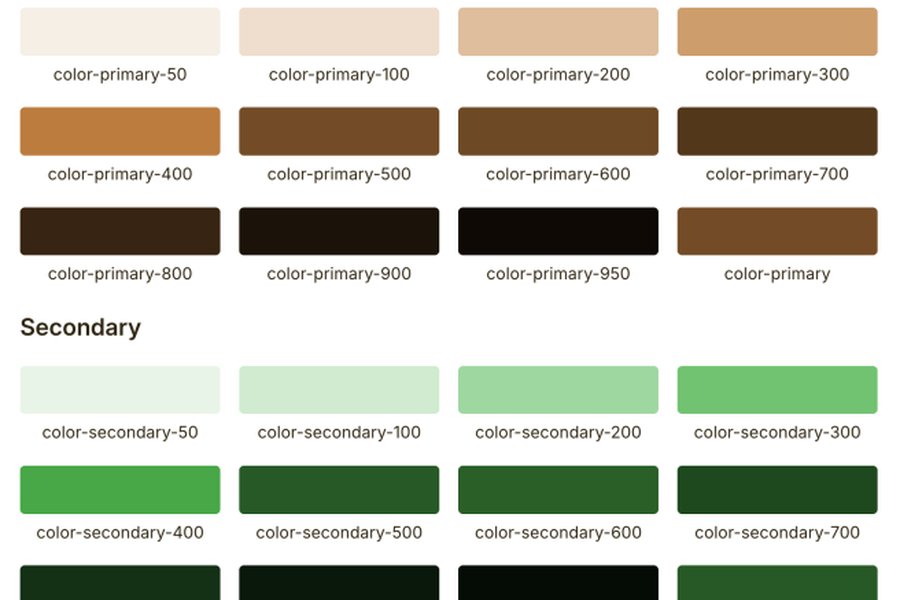 color-primary-50 color-primary-100 color-primary-200 color-primary-300
color-primary-400 color-primary-500 color-primary-600 color-primary-700
color-primary-800 color-primary-900 color-primary-950 color-primary
Secondary
color-secondary-50 color-secondary-100 color-secondary-200 color-secondary-300
color-secondary-400 color-secondary-500 color-secondary-600 color-secondary-700